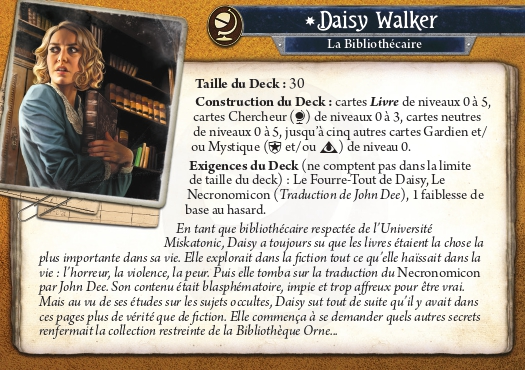 *Daisy Walker
La Bibliothécaire
Taille du Deck : 30
Construction du Deck : cartes Livre de niveaux 0 à 5,
cartes Chercheur () de niveaux 0 à 3, cartes neutres
de niveaux 0 à 5, jusqu'à cinq autres cartes Gardien et/
ou Mystique ( et/ou ) de niveau 0.
Exigences du Deck (ne comptent pas dans la limite
de taille du deck) : Le Fourre-Tout de Daisy, Le
Necronomicon (Traduction de John Dee), 1 faiblesse de
base au hasard.
En tant que bibliothécaire respectée de l'Université
Miskatonic, Daisy a toujours su que les livres étaient la chose la
plus importante dans sa vie. Elle explorait dans la fiction tout ce qu'elle haïssait dans la
vie : l'horreur, la violence, la peur. Puis elle tomba sur la traduction du Necronomicon
par John Dee. Son contenu était blasphématoire, impie et trop affreux pour être vrai.
Mais au vu de ses études sur les sujets occultes, Daisy sut tout de suite qu'il y avait dans
ces pages plus de vérité que de fiction. Elle commença à se demander quels autres secrets
renfermait la collection restreinte de la Bibliothèque Orne...